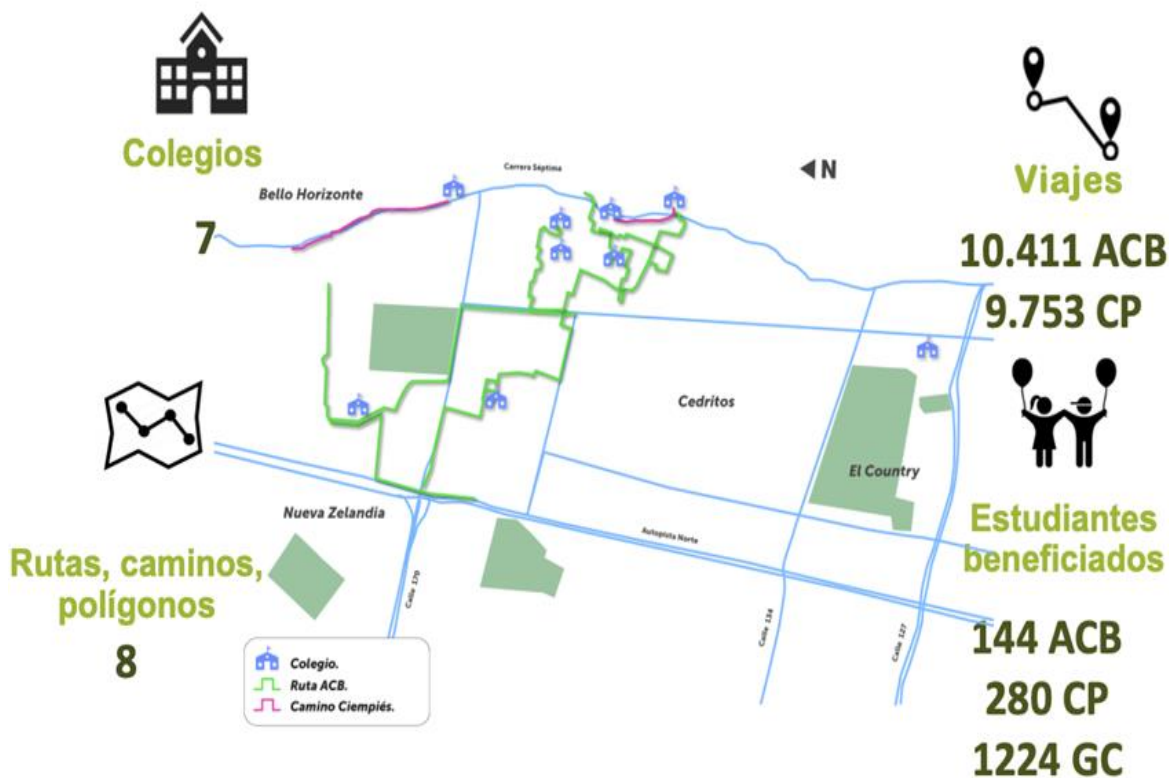 Colegios
7
Bello Horizonte
Carrera Séptima
N
Viajes
10.411 ACB
9.753 CP
Cedritos
El Country
Nueva Zelandia
Autopista Norte
Calle 170
Calle 134
Calle 127
Rutas, caminos,
polígonos
8
Colegio.
Ruta ACB.
Camino Ciempiés.
Estudiantes
beneficiados
144 ACB
280 CP
1224 GC